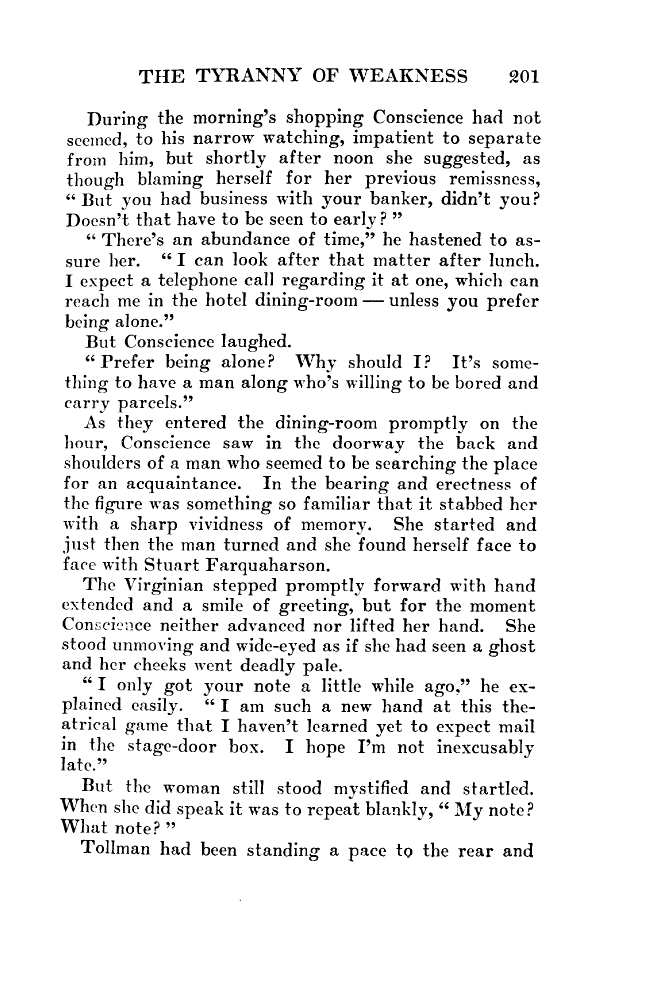 THE TYRANNY OF WEAKNESS 201
During the morning's shopping Conscience had not
seemed, to his narrow watching, impatient to separate
from him, but shortly after noon she suggested, as
though blaming herself for her previous remissness,
" But you had business with your banker, didn't you?
Doesn't that have to be seen to early? "
" There's an abundance of time," he hastened to as-
sure her. " I can look after that matter after lunch.
I expect a telephone call regarding it at one, which can
reach me in the hotel dining-room — unless you prefer
being alone."
But Conscience laughed.
" Prefer being alone? Why should I? It's some-
thing to have a man along who's willing to be bored and
carry parcels."
As they entered the dining-room promptly on the
hour, Conscience saw in the doorway the back and
shoulders of a man who seemed to be searching the place
for an acquaintance. In the bearing and erectness of
the figure was something so familiar that it stabbed her
with a sharp vividness of memory. She started and
just then the man turned and she found herself face to
face with Stuart Farquaharson.
The Virginian stepped promptly forward with hand
extended and a smile of greeting, but for the moment
Conscience neither advanced nor lifted her hand. She
stood unmoving and wide-eyed as if she had seen a ghost
and her cheeks went deadly pale.
" I only got your note a little while ago," he ex-
plained easily. " I am such a new hand at this the-
atrical game that I haven't learned yet to expect mail
in the stage-door box. I hope I'm not inexcusably
late."
But the woman still stood mystified and startled.
When she did speak it was to repeat blankly, " My note?
What note? "
Tollman had been standing a pace to the rear and